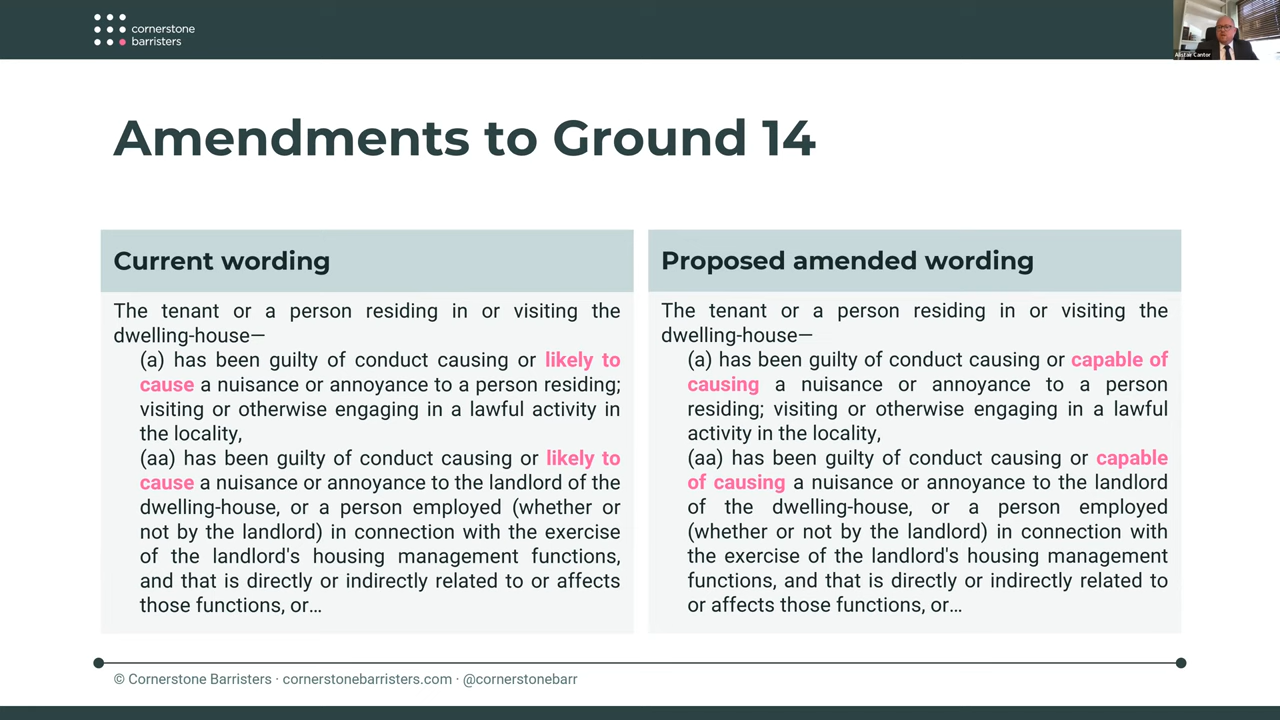 cornerstone
barristers
Alistair Cantor
Amendments to Ground 14
Current wording
The tenant or a person residing in or visiting the
dwelling-house—
(a) has been guilty of conduct causing or likely to
cause a nuisance or annoyance to a person residing;
visiting or otherwise engaging in a lawful activity in
the locality,
(aa) has been guilty of conduct causing or likely to
cause a nuisance or annoyance to the landlord of the
dwelling-house, or a person employed (whether or
not by the landlord) in connection with the exercise
of the landlord's housing management functions,
and that is directly or indirectly related to or affects
those functions, or…
Proposed amended wording
The tenant or a person residing in or visiting the
dwelling-house—
(a) has been guilty of conduct causing or capable of
causing a nuisance or annoyance to a person
residing; visiting or otherwise engaging in a lawful
activity in the locality,
(aa) has been guilty of conduct causing or capable
of causing a nuisance or annoyance to the landlord
of the dwelling-house, or a person employed
(whether or not by the landlord) in connection with
the exercise of the landlord's housing management
functions, and that is directly or indirectly related to
or affects those functions, or…
© Cornerstone Barristers · cornerstonebarristers.com · @cornerstonebarr